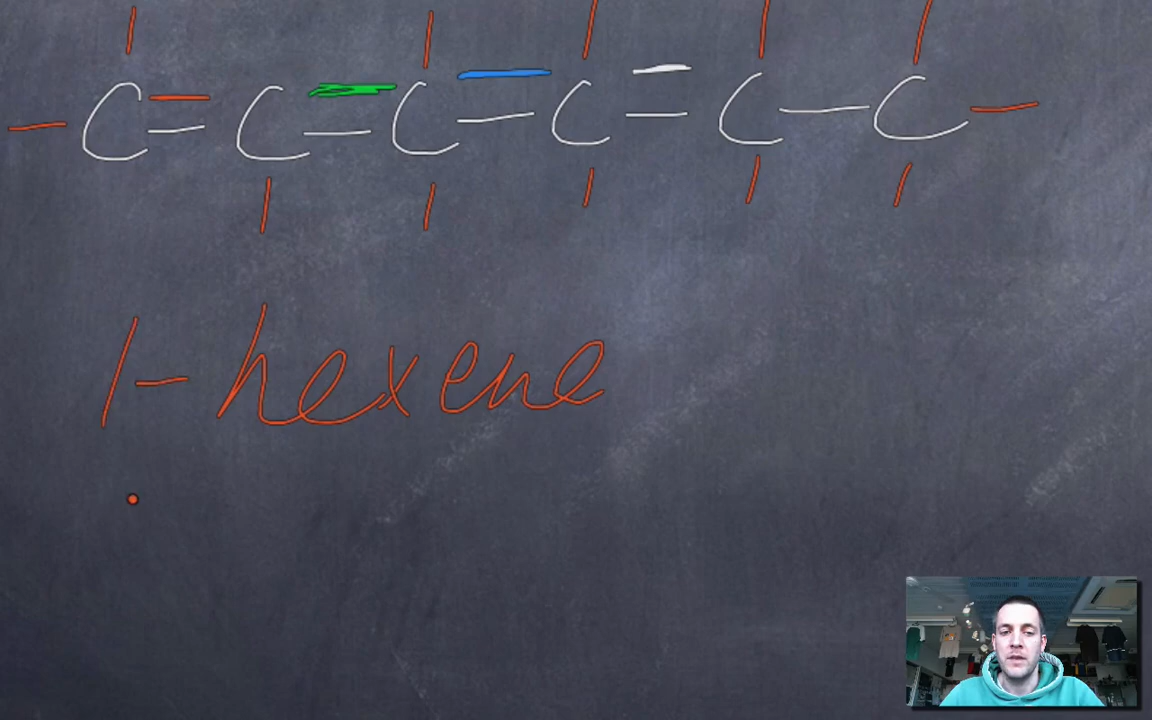 C = C = C = C = C - C
1-hexene